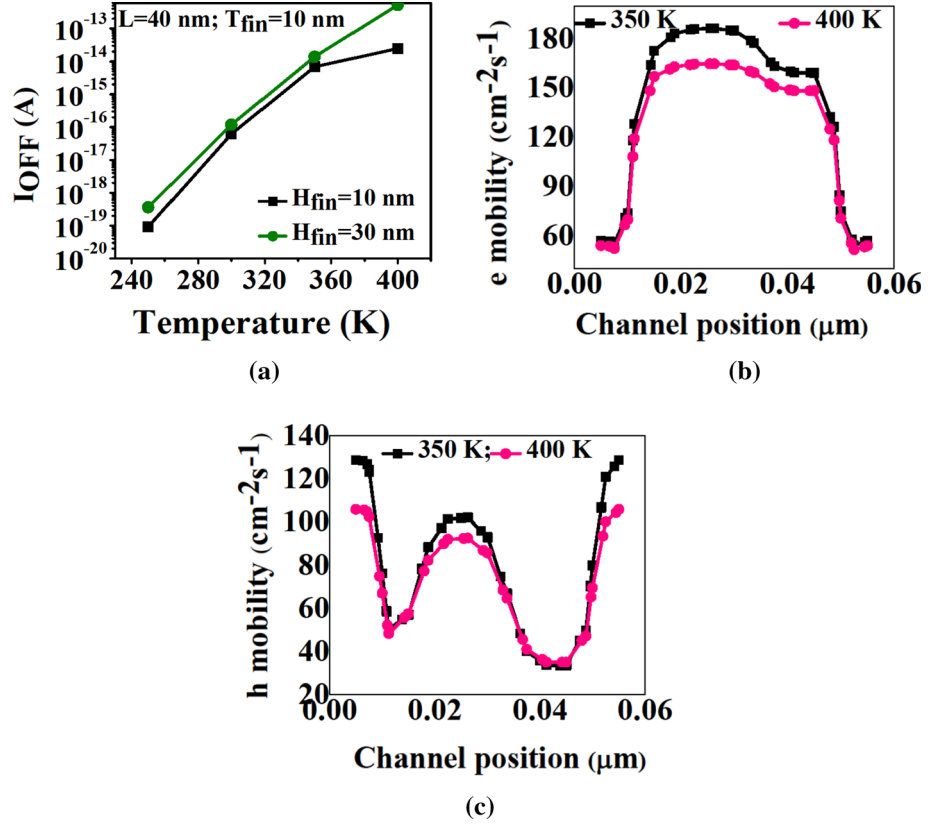 L=40 nm; T_fin=10 nm
I_OFF (A)
10⁻¹³
10⁻¹⁴
10⁻¹⁵
10⁻¹⁶
10⁻¹⁷
10⁻¹⁸
10⁻¹⁹
10⁻²⁰
H_fin=10 nm
H_fin=30 nm
240 280 320 360 400
Temperature (K)
(a)
350 K 400 K
e mobility (cm⁻²s⁻¹)
180
150
120
90
60
0.00 0.02 0.04 0.06
Channel position (μm)
(b)
350 K; 400 K
h mobility (cm⁻²s⁻¹)
140
120
100
80
60
40
20
0.00 0.02 0.04 0.06
Channel position (μm)
(c)